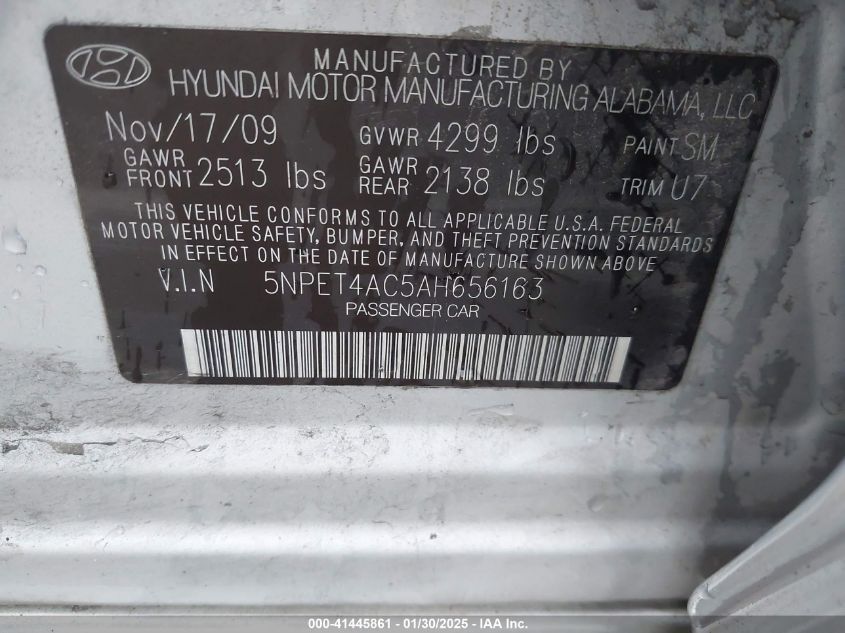 MANUFACTURED BY
HYUNDAI MOTOR MANUFACTURING ALABAMA, LLC
Nov/17/09 GVWR 4299 lbs PAINT SM
GAWR FRONT 2513 lbs GAWR REAR 2138 lbs TRIM U7
THIS VEHICLE CONFORMS TO ALL APPLICABLE U.S.A. FEDERAL
MOTOR VEHICLE SAFETY, BUMPER, AND THEFT PREVENTION STANDARDS
IN EFFECT ON THE DATE OF MANUFACTURE SHOWN ABOVE
V.I.N 5NPET4AC5AH656163
PASSENGER CAR
000-41445861 - 01/30/2025 - IAA Inc.